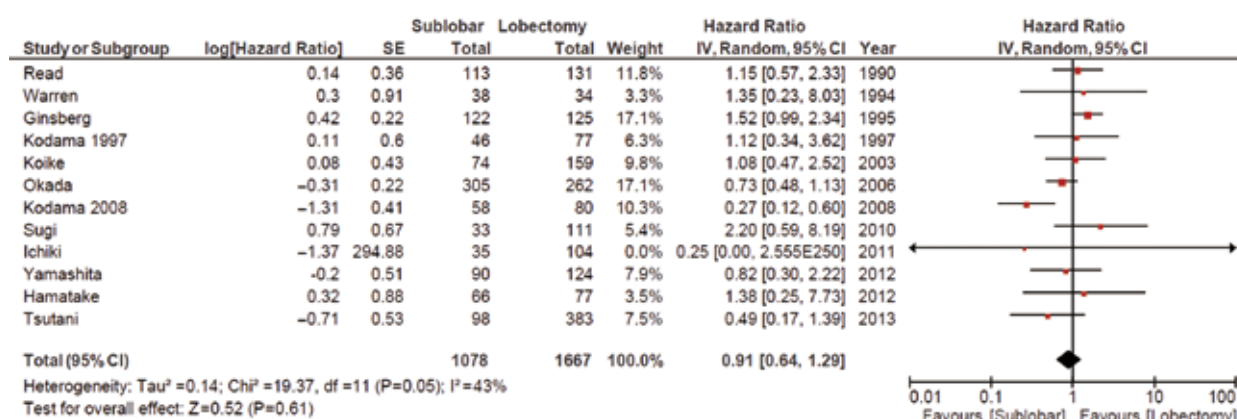 Sublobar Lobectomy Hazard Ratio Hazard Ratio
Study or Subgroup log[Hazard Ratio] SE Total Total Weight IV, Random, 95% CI Year IV, Random, 95% CI
Read 0.14 0.36 113 131 11.8% 1.15 [0.57, 2.33] 1990
Warren 0.3 0.91 38 34 3.3% 1.35 [0.23, 8.03] 1994
Ginsberg 0.42 0.22 122 125 17.1% 1.52 [0.99, 2.34] 1995
Kodama 1997 0.11 0.6 46 77 6.3% 1.12 [0.34, 3.62] 1997
Koike 0.08 0.43 74 159 9.8% 1.08 [0.47, 2.52] 2003
Okada −0.31 0.22 305 262 17.1% 0.73 [0.48, 1.13] 2006
Kodama 2008 −1.31 0.41 58 80 10.3% 0.27 [0.12, 0.60] 2008
Sugi 0.79 0.67 33 111 5.4% 2.20 [0.59, 8.19] 2010
Ichiki −1.37 294.88 35 104 0.0% 0.25 [0.00, 2.555E250] 2011
Yamashita -0.2 0.51 90 124 7.9% 0.82 [0.30, 2.22] 2012
Hamatake 0.32 0.88 66 77 3.5% 1.38 [0.25, 7.73] 2012
Tsutani −0.71 0.53 98 383 7.5% 0.49 [0.17, 1.39] 2013
Total (95% CI) 1078 1667 100.0% 0.91 [0.64, 1.29]
Heterogeneity: Tau² =0.14; Chi² =19.37, df =11 (P=0.05); I²=43%
Test for overall effect: Z=0.52 (P=0.61)
0.01 0.1 1 10 100
Favours [Sublobar] Favours [Lobectomy]